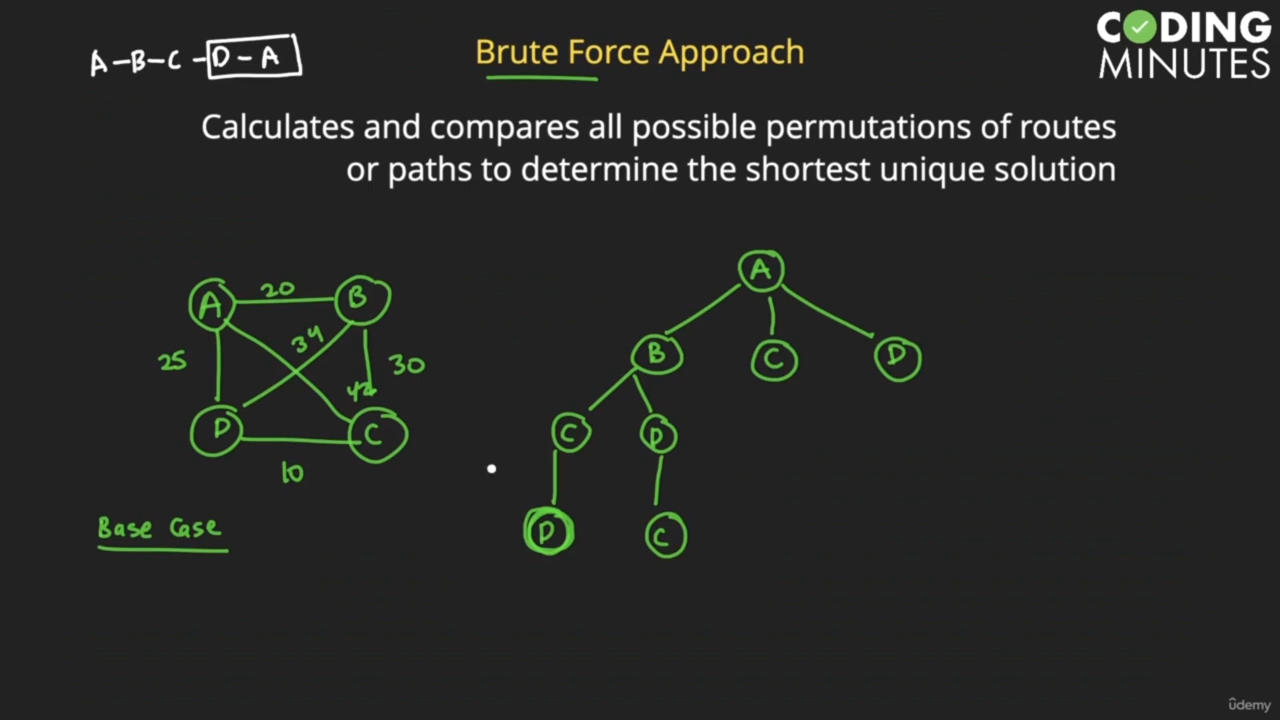 CODING
MINUTES
A-B-C-D-A
Brute Force Approach
Calculates and compares all possible permutations of routes
or paths to determine the shortest unique solution
A 20 B
34
25
30
42
D C
10
A
B C D
C D
D C
Base Case
ûdemy